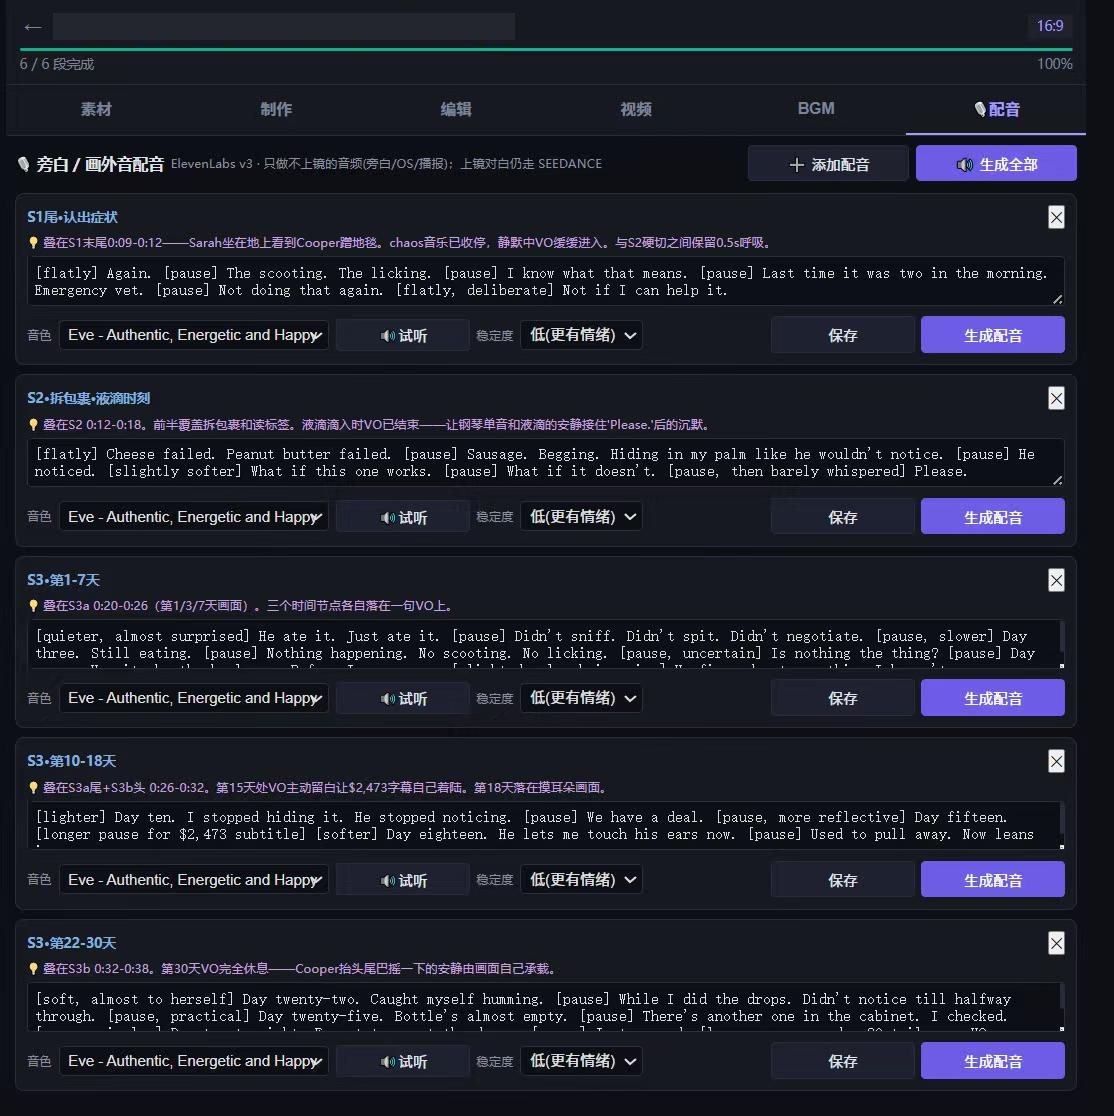 ←
16:9
6 / 6 段完成
100%
素材
制作
编辑
视频
BGM
配音
旁白 / 画外音配音 ElevenLabs v3 · 只做不上镜的音频(旁白/OS/播报)；上镜对白仍走 SEEDANCE
＋ 添加配音
生成全部
S1尾•认出症状
叠在S1末尾0:09-0:12——Sarah坐在地上看到Cooper蹭地毯。chaos音乐已收停，静默中VO缓缓进入。与S2硬切之间保留0.5s呼吸。
[flatly] Again. [pause] The scooting. The licking. [pause] I know what that means. [pause] Last time it was two in the morning.
Emergency vet. [pause] Not doing that again. [flatly, deliberate] Not if I can help it.
音色 Eve - Authentic, Energetic and Happy 试听 稳定度 低(更有情绪) 保存 生成配音
S2•拆包裹•液滴时刻
叠在S2 0:12-0:18。前半覆盖拆包裹和读标签。液滴滴入时VO已结束——让钢琴单音和液滴的安静接住'Please.'后的沉默。
[flatly] Cheese failed. Peanut butter failed. [pause] Sausage. Begging. Hiding in my palm like he wouldn't notice. [pause] He
noticed. [slightly softer] What if this one works. [pause] What if it doesn't. [pause, then barely whispered] Please.
音色 Eve - Authentic, Energetic and Happy 试听 稳定度 低(更有情绪) 保存 生成配音
S3•第1-7天
叠在S3a 0:20-0:26（第1/3/7天画面）。三个时间节点各自落在一句VO上。
[quieter, almost surprised] He ate it. Just ate it. [pause] Didn't sniff. Didn't spit. Didn't negotiate. [pause, slower] Day
three. Still eating. [pause] Nothing happening. No scooting. No licking. [pause, uncertain] Is nothing the thing? [pause] Day
音色 Eve - Authentic, Energetic and Happy 试听 稳定度 低(更有情绪) 保存 生成配音
S3•第10-18天
叠在S3a尾+S3b头 0:26-0:32。第15天处VO主动留白让$2,473字幕自己着陆。第18天落在摸耳朵画面。
[lighter] Day ten. I stopped hiding it. He stopped noticing. [pause] We have a deal. [pause, more reflective] Day fifteen.
[longer pause for $2,473 subtitle] [softer] Day eighteen. He lets me touch his ears now. [pause] Used to pull away. Now leans
音色 Eve - Authentic, Energetic and Happy 试听 稳定度 低(更有情绪) 保存 生成配音
S3•第22-30天
叠在S3b 0:32-0:38。第30天VO完全休息——Cooper抬头尾巴摇一下的安静由画面自己承载。
[soft, almost to herself] Day twenty-two. Caught myself humming. [pause] While I did the drops. Didn't notice till halfway
through. [pause, practical] Day twenty-five. Bottle's almost empty. [pause] There's another one in the cabinet. I checked.
音色 Eve - Authentic, Energetic and Happy 试听 稳定度 低(更有情绪) 保存 生成配音